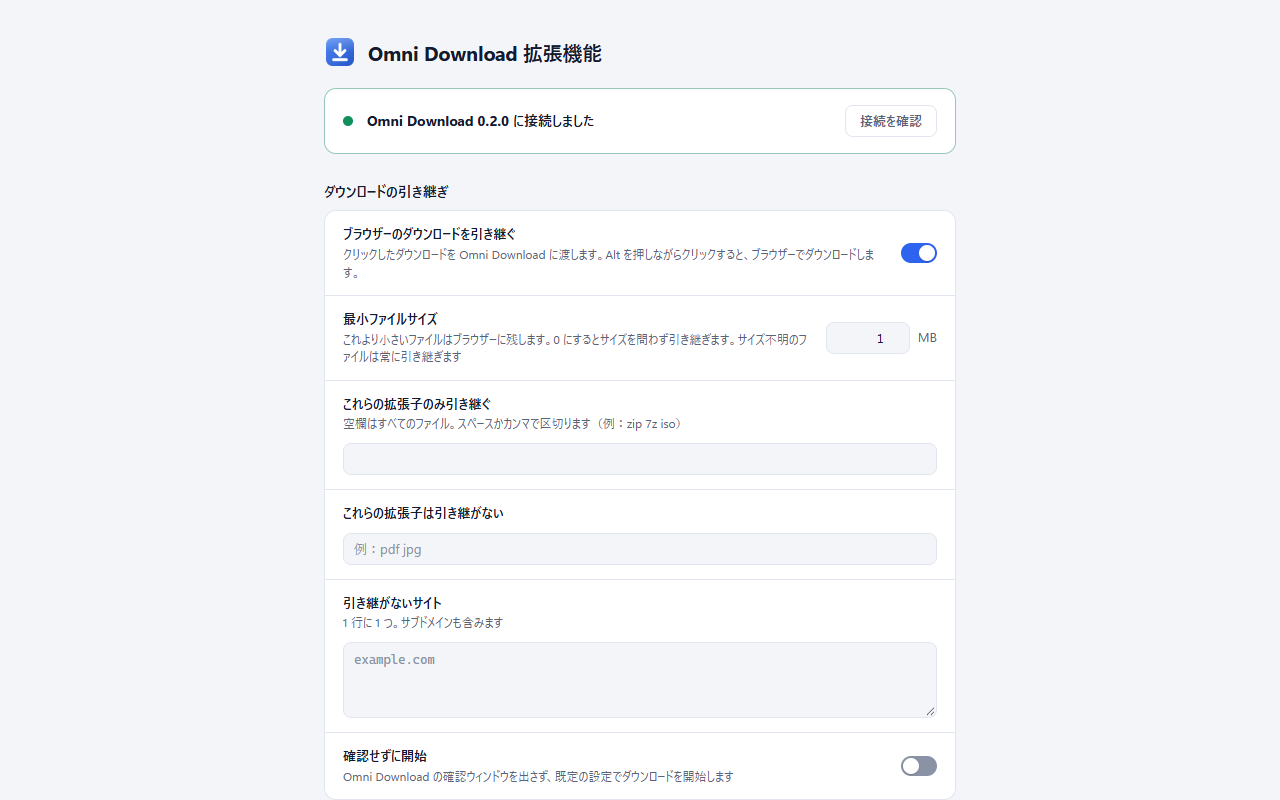 Omni Download 拡張機能
Omni Download 0.2.0 に接続しました
接続を確認
ダウンロードの引き継ぎ
ブラウザーのダウンロードを引き継ぐ
クリックしたダウンロードを Omni Download に渡します。Alt を押しながらクリックすると、ブラウザーでダウンロードしま
す。
最小ファイルサイズ
これより小さいファイルはブラウザーに残します。0 にするとサイズを問わず引き継ぎます。サイズ不明のフ
ァイルは常に引き継ぎます
1
MB
これらの拡張子のみ引き継ぐ
空欄はすべてのファイル。スペースかカンマで区切ります（例：zip 7z iso）
これらの拡張子は引き継がない
例：pdf jpg
引き継がないサイト
1 行に 1 つ。サブドメインも含みます
example.com
確認せずに開始
Omni Download の確認ウィンドウを出さず、既定の設定でダウンロードを開始します